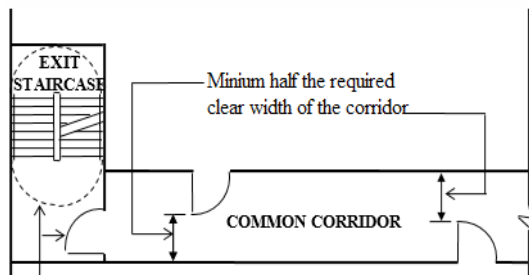 EXIT
STAIRCASE
Minium half the required
clear width of the corridor
COMMON CORRIDOR